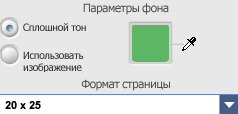 Параметры фона
Сплошной тон
Использовать
изображение
Формат страницы
20 x 25